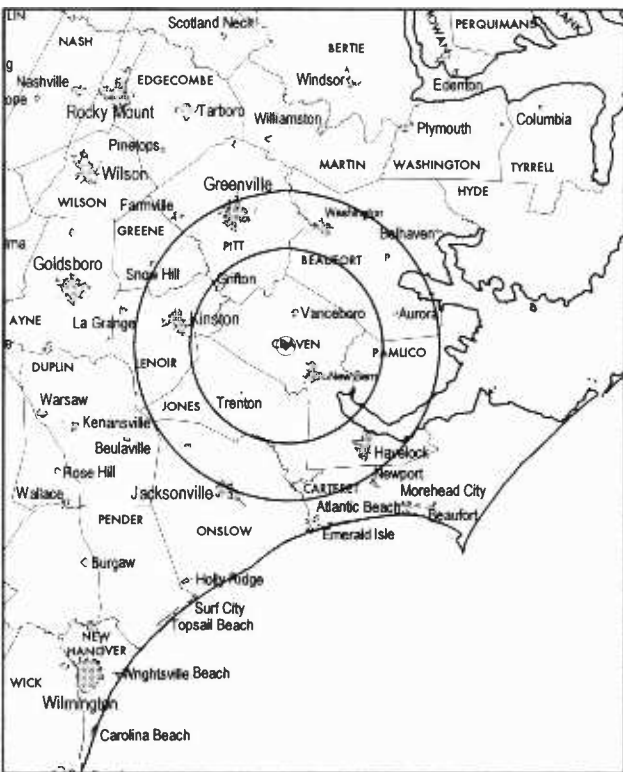 LIN
NASH
Scotland Neck
BERTIE
PERQUIMANS
TANK
g
Nashville
EDGECOMBE
Windsor
Edenton
ope
Rocky Mount
Tarboro
Williamston
Plymouth
Columbia
Pinetops
Wilson
MARTIN
WASHINGTON
TYRRELL
Greenville
HYDE
WILSON
Farmville
Washington
GREENE
PITT
Belhaven
ma
BEAUFORT
Goldsboro
Snow Hill
Grifton
AYNE
La Grange
Kinston
Vanceboro
Aurora
CRAVEN
PAMLICO
DUPLIN
LENOIR
New Bern
Warsaw
JONES
Trenton
Kenansville
Beulaville
Havelock
Rose Hill
Newport
Wallace
Jacksonville
CARTERET
Morehead City
PENDER
Atlantic Beach
Beaufort
ONSLOW
Emerald Isle
Burgaw
Holly Ridge
Surf City
Topsail Beach
NEW
HANOVER
WICK
Wrightsville Beach
Wilmington
Carolina Beach